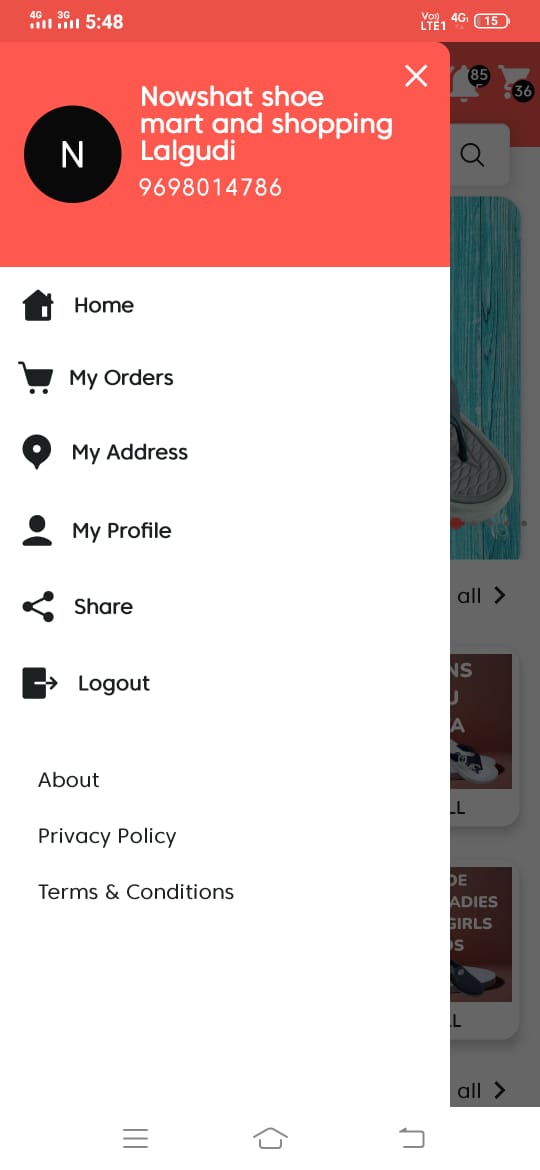 4G 3G 5:48 Vo)) LTE1 4G 15
85
36
Nowshat shoe
mart and shopping
Lalgudi
9698014786
N
Home
My Orders
My Address
My Profile
Share
Logout
About
Privacy Policy
Terms & Conditions
all
NS
A
LL
DE
ADIES
GIRLS
DS
LL
all